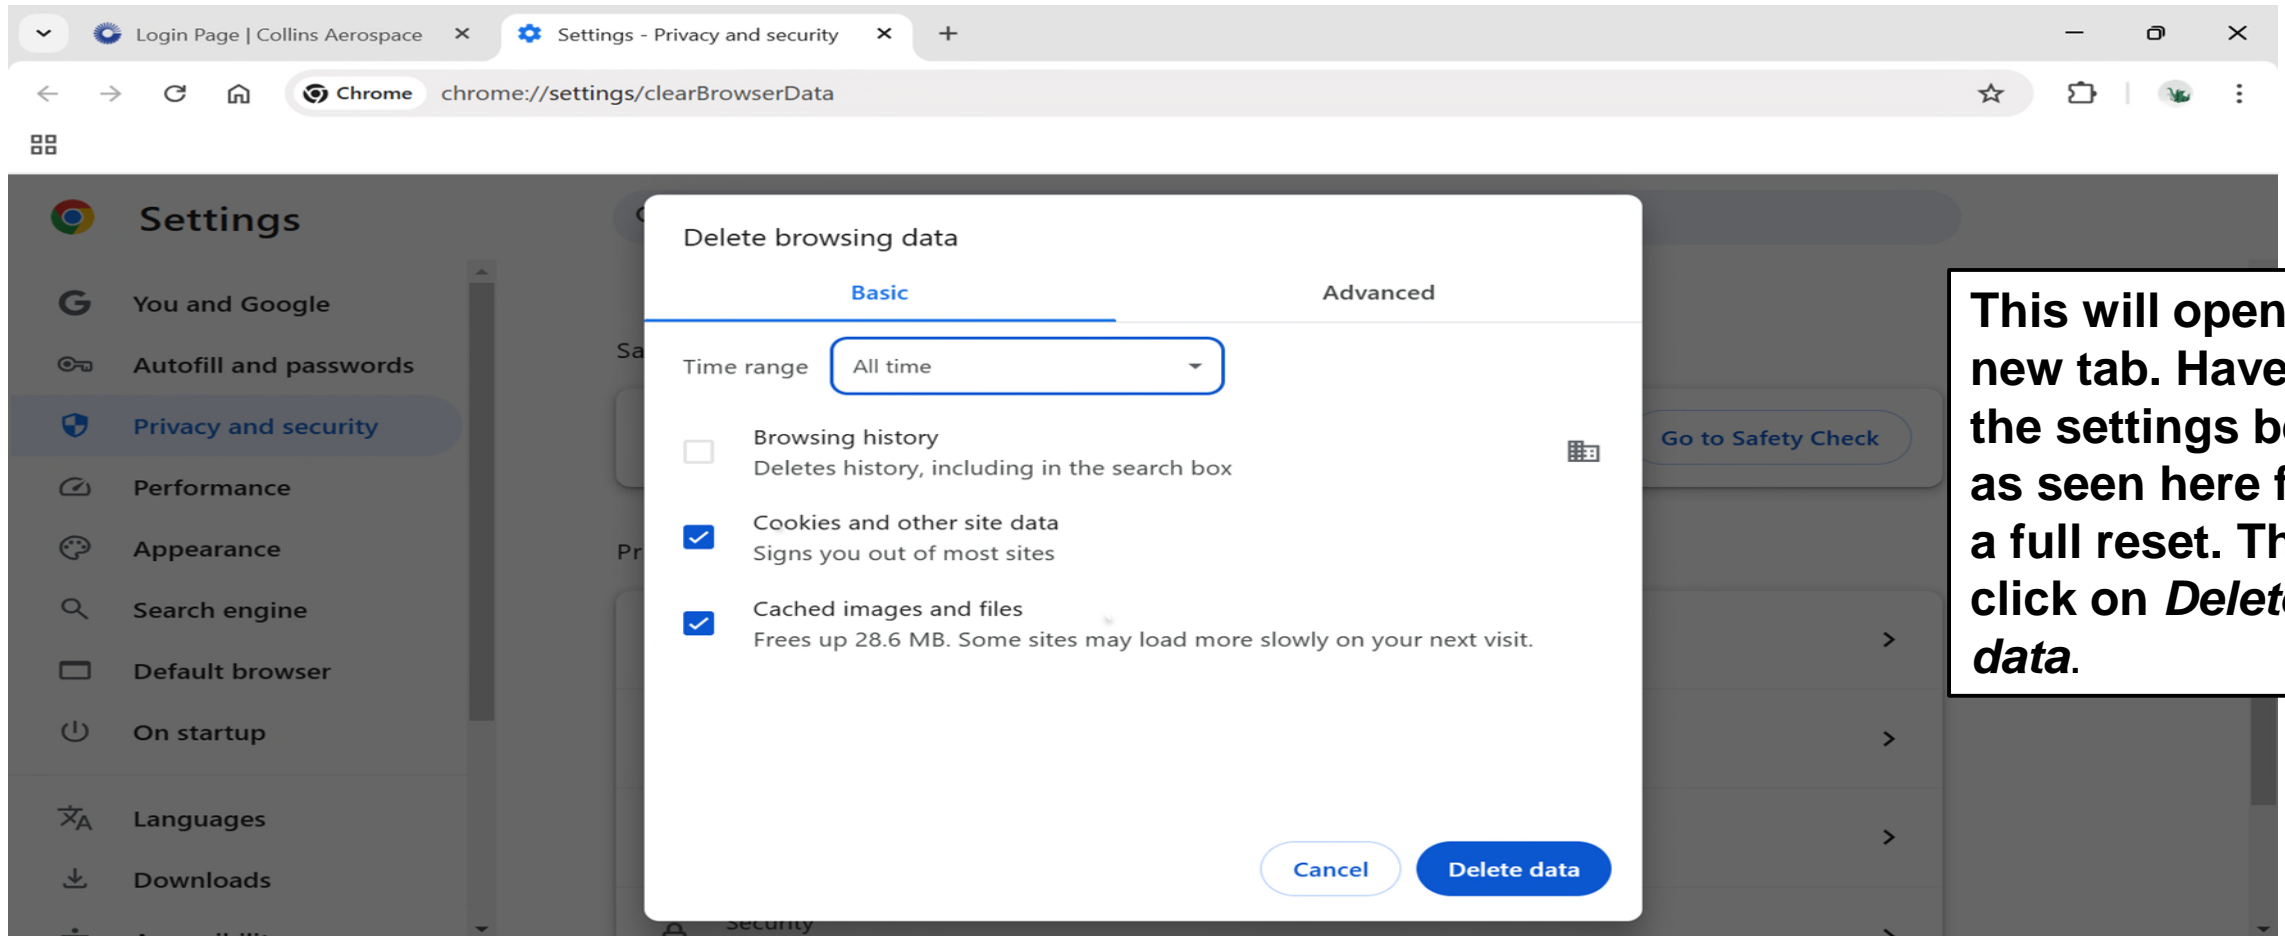 Login Page | Collins Aerospace
Settings - Privacy and security
Chrome chrome://settings/clearBrowserData
Settings
You and Google
Autofill and passwords
Privacy and security
Performance
Appearance
Search engine
Default browser
On startup
Languages
Downloads
Sa
Pr
Delete browsing data
Basic Advanced
Time range All time
Browsing history
Deletes history, including in the search box
Cookies and other site data
Signs you out of most sites
Cached images and files
Frees up 28.6 MB. Some sites may load more slowly on your next visit.
Cancel Delete data
Go to Safety Check
Security
This will open
new tab. Have
the settings b
as seen here
a full reset. Th
click on Delet
data.